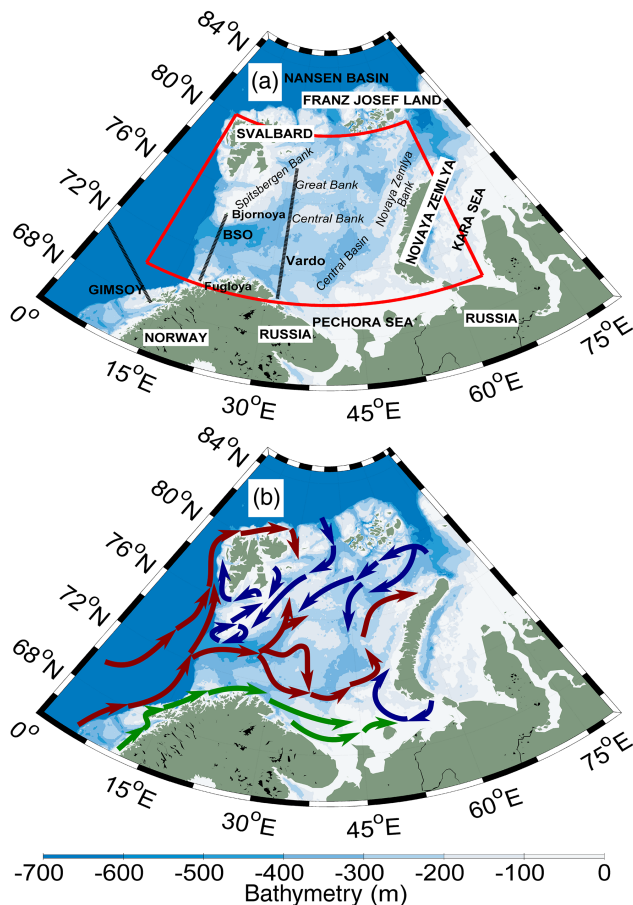 84°N
80°N
76°N
72°N
68°N
0°
15°E
30°E
45°E
60°E
75°E
(a)
NANSEN BASIN
FRANZ JOSEF LAND
SVALBARD
Spitsbergen Bank
Great Bank
Novaya Zemlya
Bank
NOVAYA ZEMLYA
KARA SEA
Bjornoya
Central Bank
BSO
Vardo
Central Basin
GIMSOY
Fugloya
PECHORA SEA
NORWAY
RUSSIA
RUSSIA
84°N
80°N
76°N
72°N
68°N
0°
15°E
30°E
45°E
60°E
75°E
(b)
-700 -600 -500 -400 -300 -200 -100 0
Bathymetry (m)